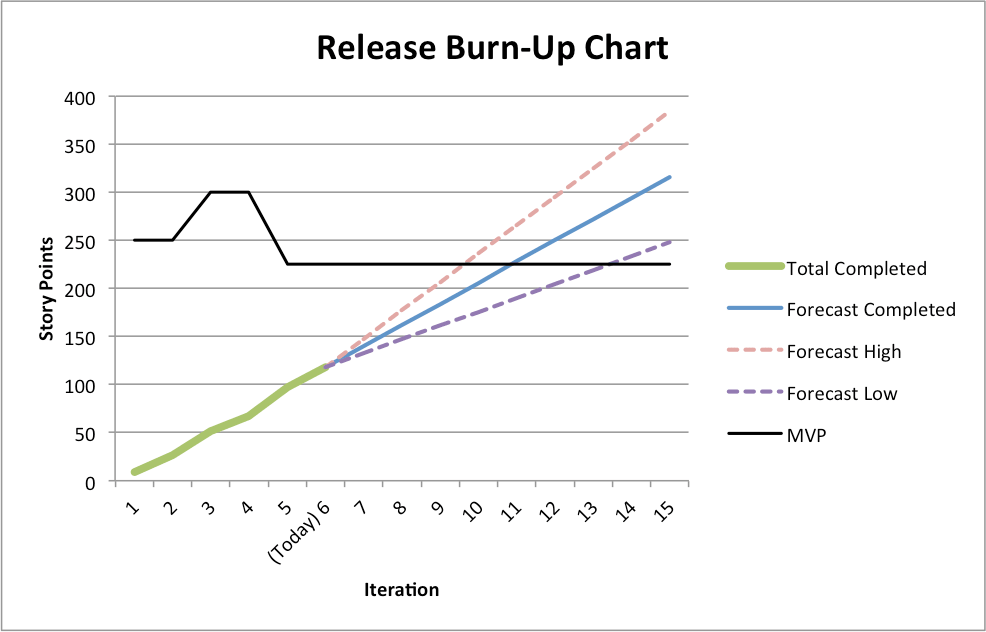 Release Burn-Up Chart
400
350
300
250
200
150
100
50
0
Story Points
1
2
3
4
5
(Today) 6
7
8
9
10
11
12
13
14
15
Iteration
Total Completed
Forecast Completed
Forecast High
Forecast Low
MVP